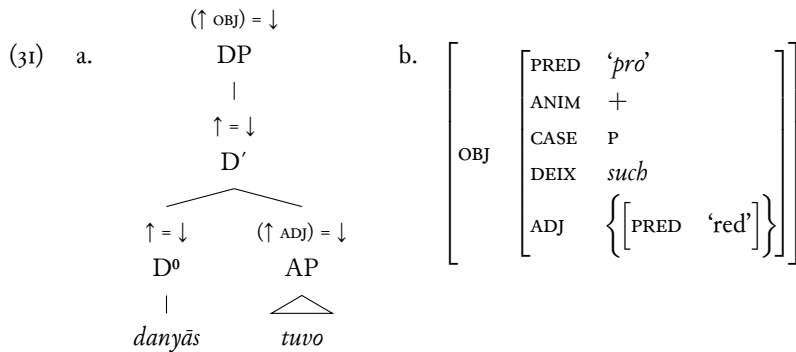 (↑ OBJ) = ↓
(31) a. DP b. OBJ PRED ‘pro’
ANIM +
CASE P
DEIX such
ADJ {[PRED ‘red’]}
↑ = ↓
D′
↑ = ↓ (↑ ADJ) = ↓
D⁰ AP
danyās tuvo